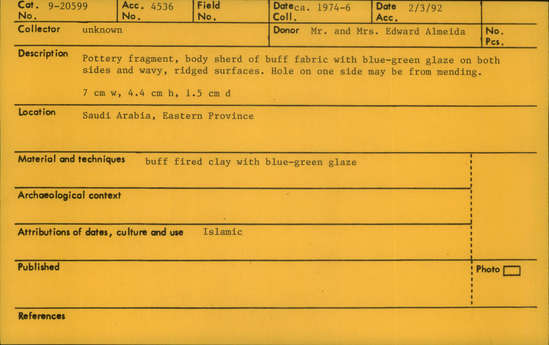 Cat. No. 9-20599 Acc. No. 4536 Field No. Date Coll. ca. 1974-6 Date Acc. 2/3/92
Collector unknown Donor Mr. and Mrs. Edward Almeida No. Pcs.
Description Pottery fragment, body sherd of buff fabric with blue-green glaze on both
sides and wavy, ridged surfaces. Hole on one side may be from mending.
7 cm w, 4.4 cm h, 1.5 cm d
Location Saudi Arabia, Eastern Province
Material and techniques buff fired clay with blue-green glaze
Archaeological context
Attributions of dates, culture and use Islamic
Published Photo
References